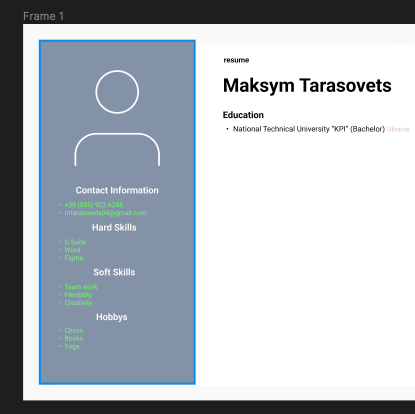 Frame 1
resume
Maksym Tarasovets
Education
• National Technical University "KPI" (Bachelor) Ukraine
Contact Information
• +38 (095) 922 6345
• mtarasovets04@gmail.com
Hard Skills
• G Suite
• Word
• Figma
Soft Skills
• Team work
• Flexibility
• Creativity
Hobbys
• Chess
• Books
• Yoga